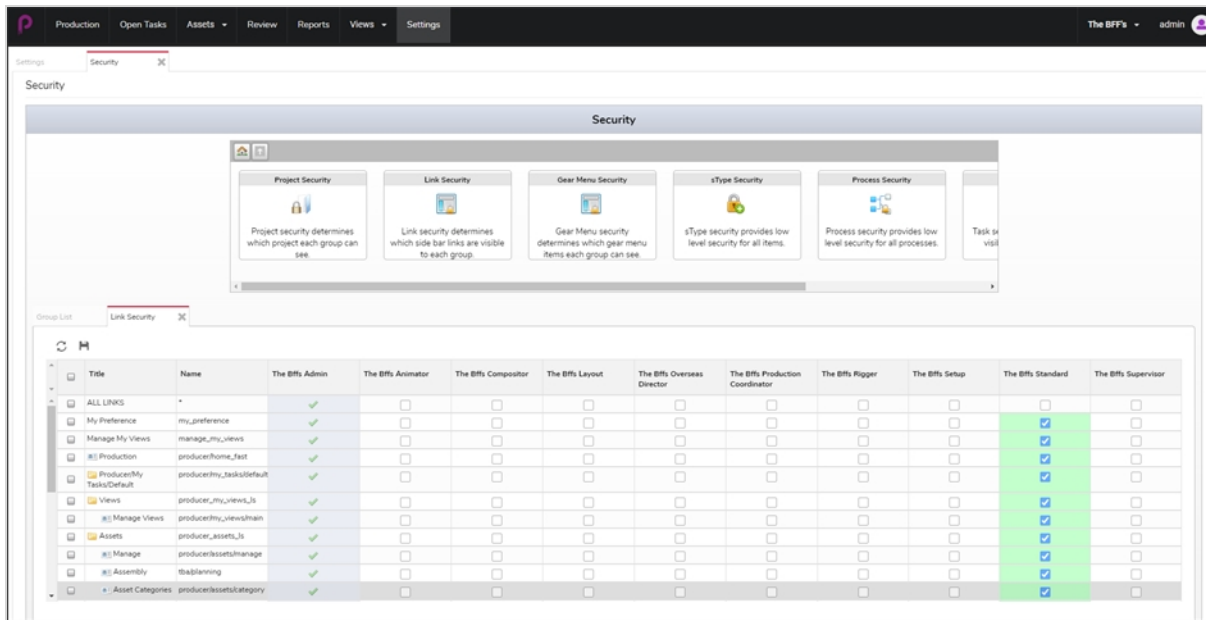 Production Open Tasks Assets Review Reports Views Settings The BFF's admin
Settings Security
Security
Security
Project Security Link Security Gear Menu Security sType Security Process Security
Project security determines which project each group can see.
Link security determines which side bar links are visible to each group.
Gear Menu security determines which gear menu items each group can see.
sType security provides low level security for all items.
Process security provides low level security for all processes.
Group List Link Security
Title Name The Bffs Admin The Bffs Animator The Bffs Compositor The Bffs Layout The Bffs Overseas Director The Bffs Production Coordinator The Bffs Rigger The Bffs Setup The Bffs Standard The Bffs Supervisor
ALL LINKS *
My Preference my_preference
Manage My Views manage_my_views
Production producer/home_fast
Producer/My Tasks/Default producer/my_tasks/default
Views producer_my_views_ls
Manage Views producer/my_views/main
Assets producer_assets_ls
Manage producer/assets/manage
Assembly tba/planning
Asset Categories producer/assets/category